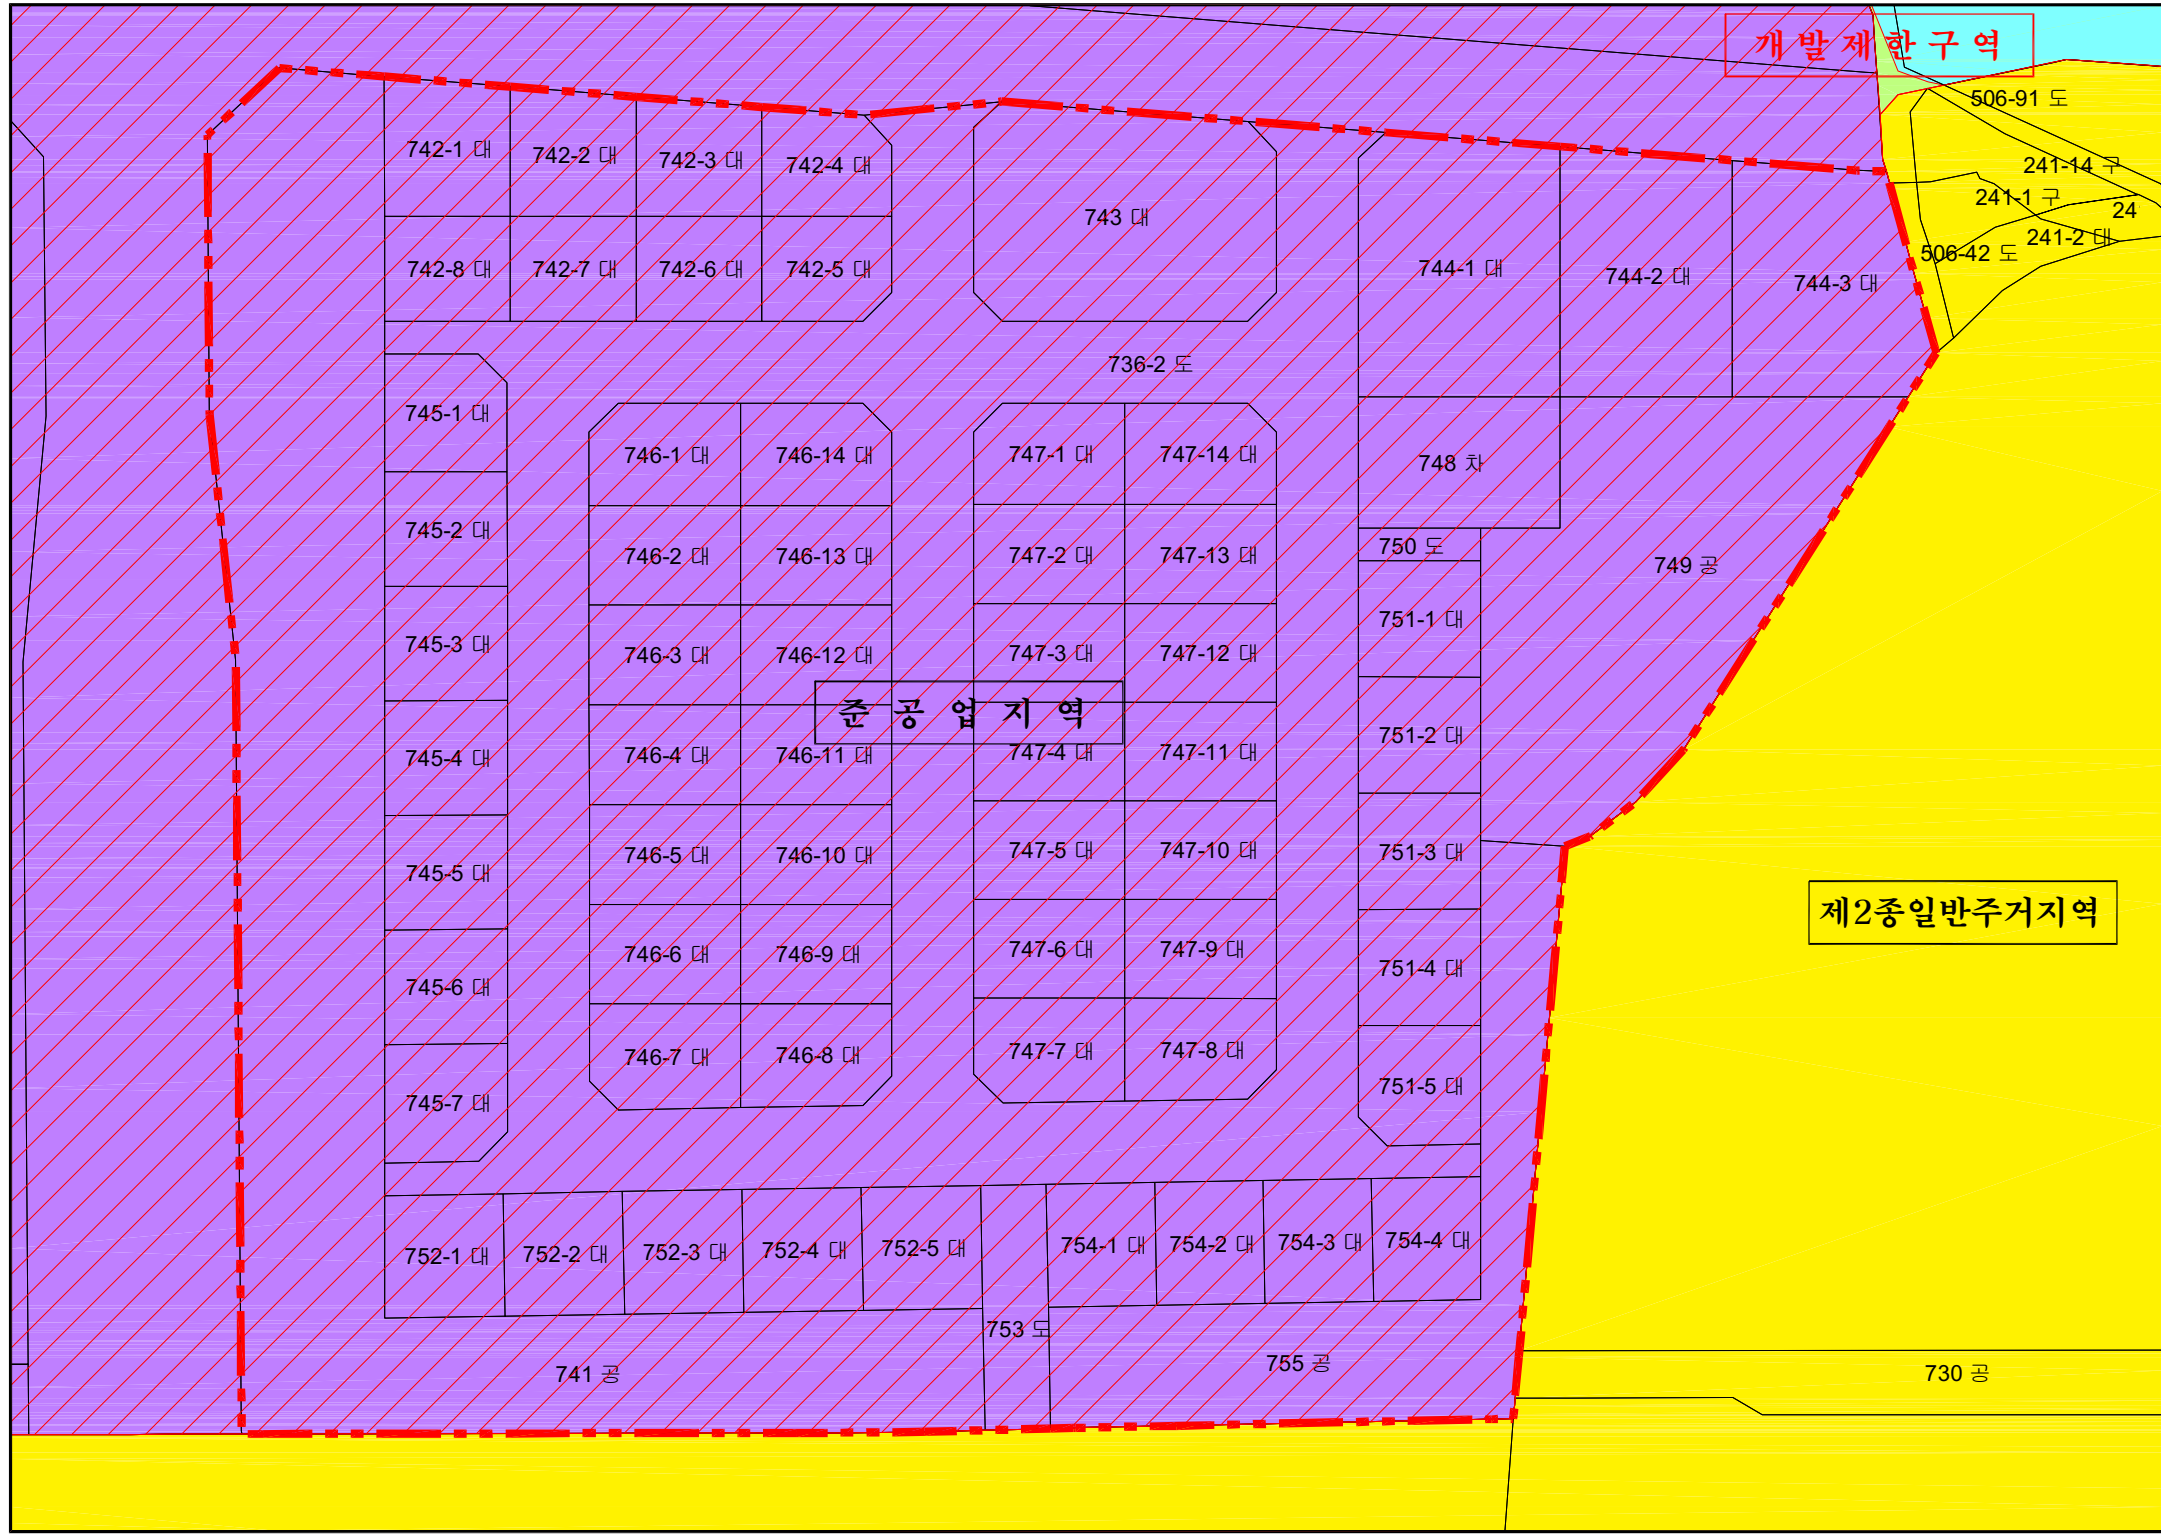 개발제한구역
506-91 도
742-1 대
742-2 대
742-3 대
742-4 대
241-14 구
241-1 구
24
743 대
506-42 도
241-2 대
742-8 대
742-7 대
742-6 대
742-5 대
744-1 대
744-2 대
744-3 대
736-2 도
745-1 대
746-1 대
746-14 대
747-1 대
747-14 대
748 차
745-2 대
746-2 대
746-13 대
747-2 대
747-13 대
750 도
749 공
745-3 대
746-3 대
746-12 대
747-3 대
747-12 대
751-1 대
준공업지역
745-4 대
746-4 대
746-11 대
747-4 대
747-11 대
751-2 대
745-5 대
746-5 대
746-10 대
747-5 대
747-10 대
751-3 대
제2종일반주거지역
745-6 대
746-6 대
746-9 대
747-6 대
747-9 대
751-4 대
745-7 대
746-7 대
746-8 대
747-7 대
747-8 대
751-5 대
752-1 대
752-2 대
752-3 대
752-4 대
752-5 대
754-1 대
754-2 대
754-3 대
754-4 대
753 도
741 공
755 공
730 공